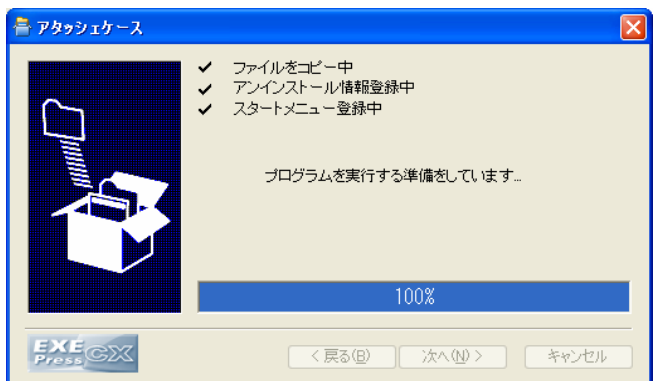 アタッシェケース
ファイルをコピー中
アンインストール情報登録中
スタートメニュー登録中
プログラムを実行する準備をしています...
100%
EXE
Press CX
< 戻る(B)
次へ(N) >
キャンセル